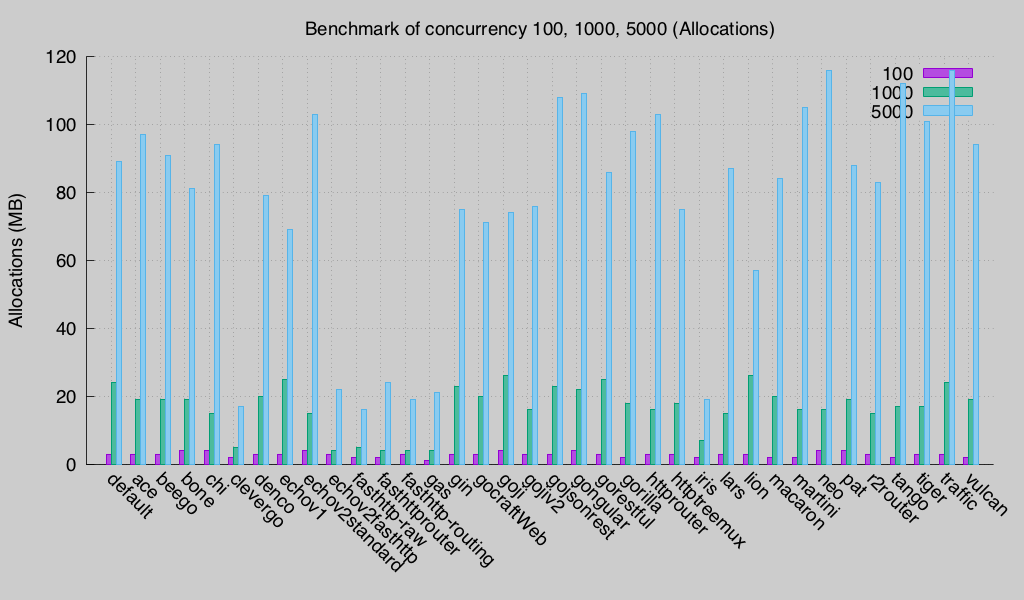 Benchmark of concurrency 100, 1000, 5000 (Allocations)
Allocations (MB)
120
100
80
60
40
20
0
100
1000
5000
default
ace
beego
bone
chi
clevergo
denco
echov1
echov2standard
echov2fasthttp
fasthttp-raw
fasthttprouter
fasthttp-routing
gas
gin
gocraftWeb
goji
gojiv2
gojsonrest
gongular
gorestful
gorilla
httprouter
httptreemux
iris
lars
lion
macaron
martini
neo
pat
r2router
tango
tiger
traffic
vulcan